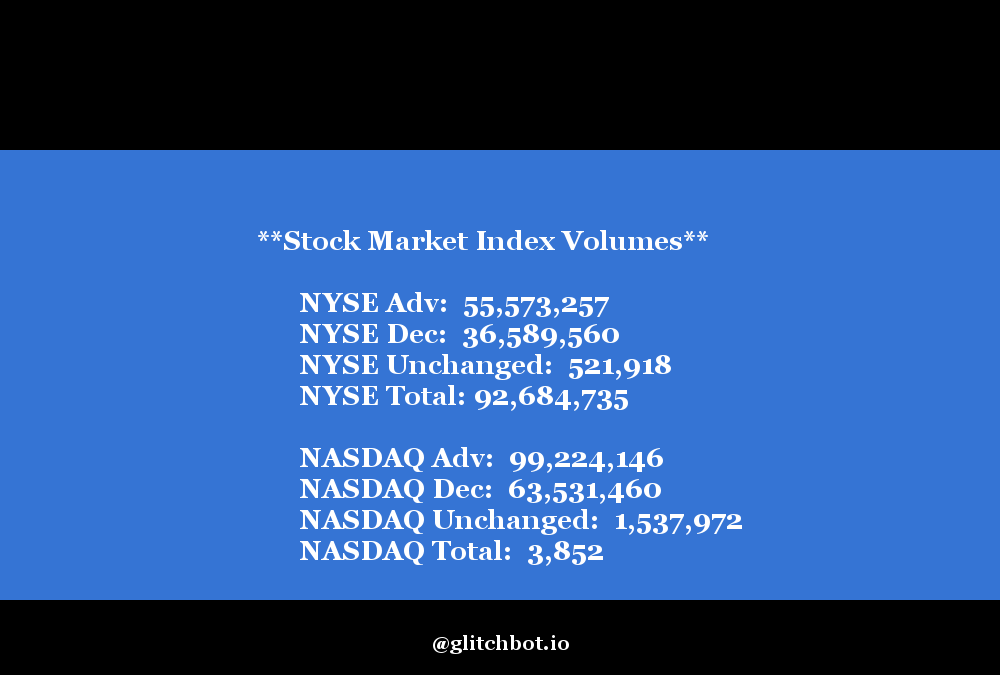 **Stock Market Index Volumes**
NYSE Adv: 55,573,257
NYSE Dec: 36,589,560
NYSE Unchanged: 521,918
NYSE Total: 92,684,735
NASDAQ Adv: 99,224,146
NASDAQ Dec: 63,531,460
NASDAQ Unchanged: 1,537,972
NASDAQ Total: 3,852
@glitchbot.io